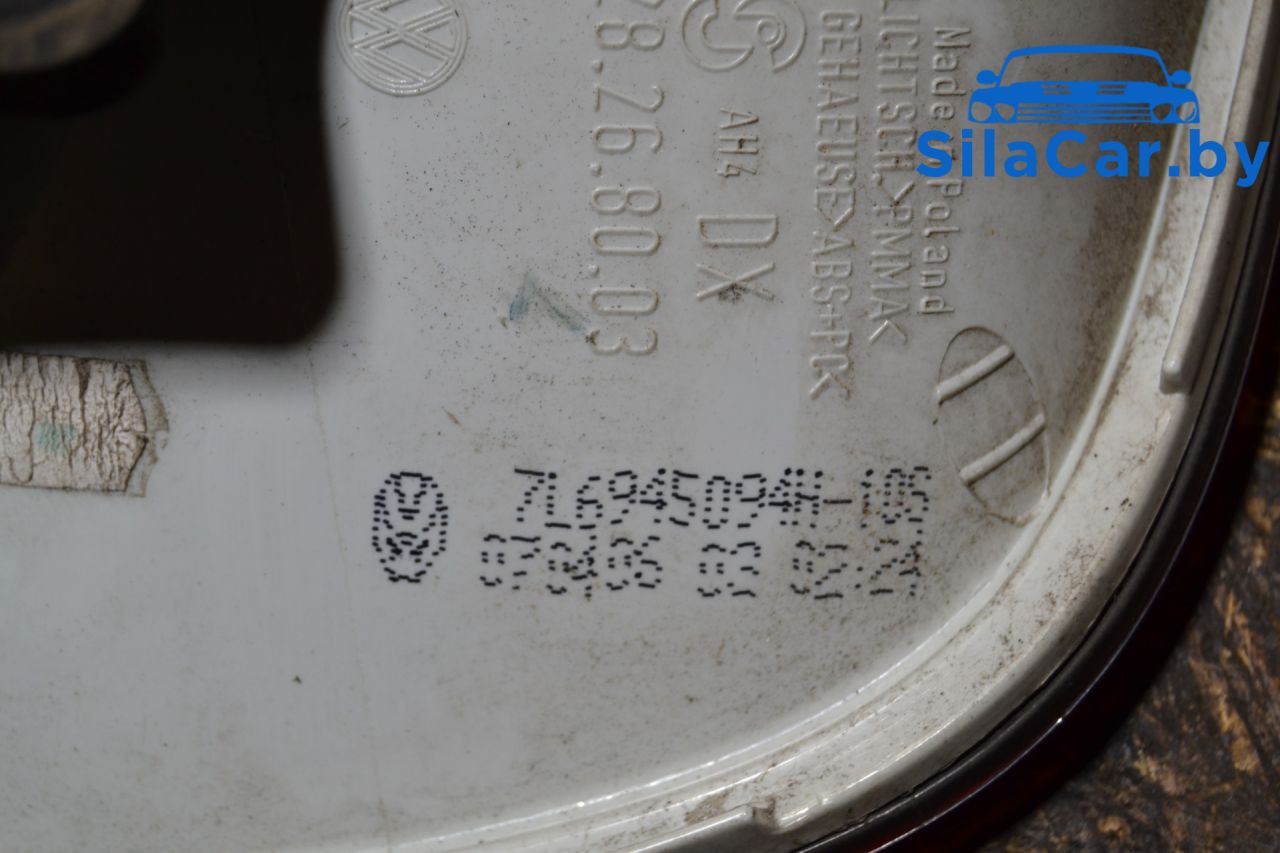 SilaCar.by
Made in Poland
LICHTSCH.>PMMA<
GEHAEUSE>ABS+PC<
AH4 DX
28.26.80.03
7L6945094H